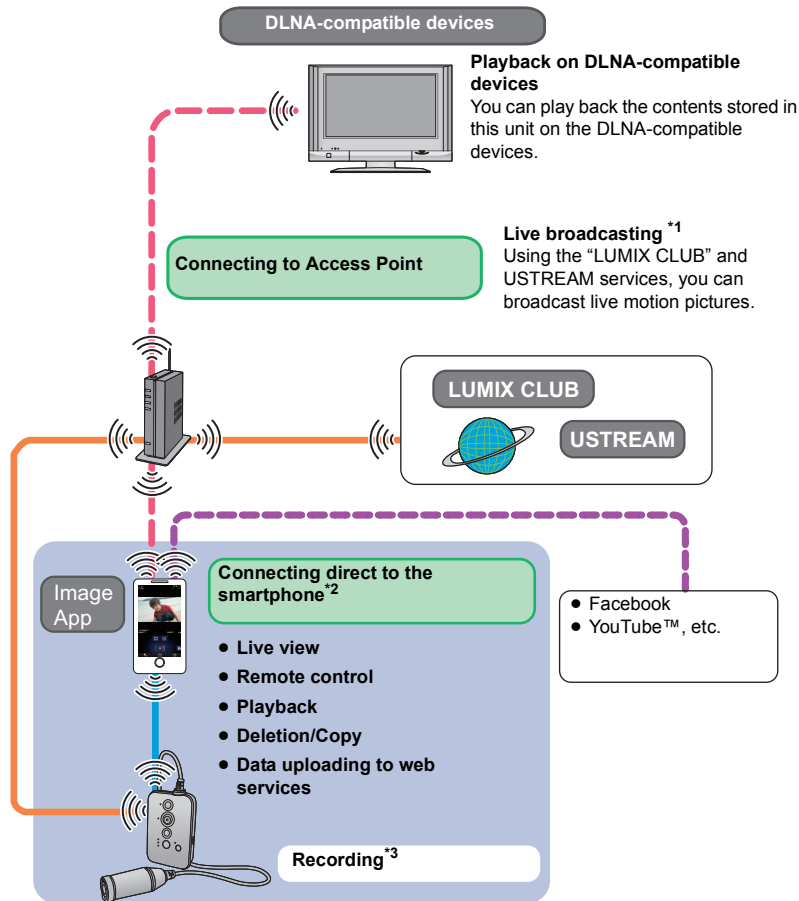 DLNA-compatible devices
Playback on DLNA-compatible
devices
You can play back the contents stored in
this unit on the DLNA-compatible
devices.
Connecting to Access Point
Live broadcasting *1
Using the “LUMIX CLUB” and
USTREAM services, you can
broadcast live motion pictures.
LUMIX CLUB
USTREAM
Image
App
Connecting direct to the
smartphone*2
● Live view
● Remote control
● Playback
● Deletion/Copy
● Data uploading to web
services
● Facebook
● YouTube™, etc.
Recording*3